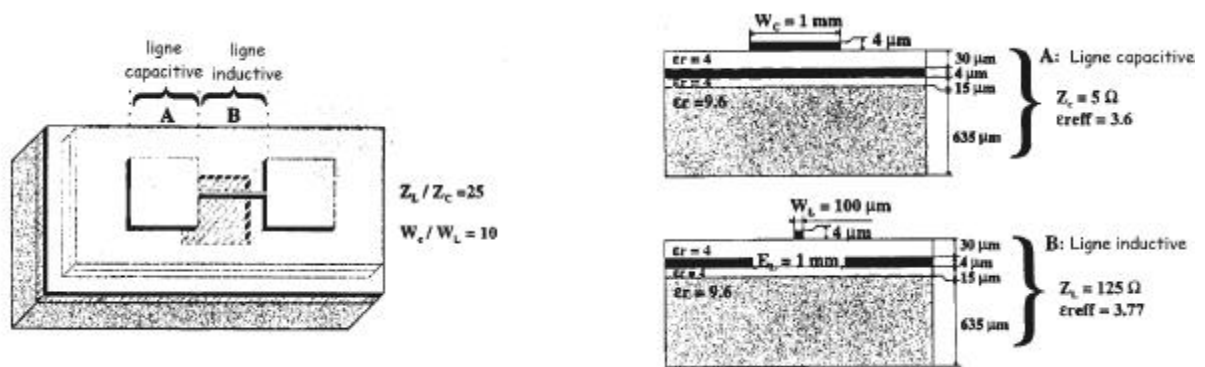 ligne
capacitive
ligne
inductive
A
B
Z_L / Z_C =25
W_c / W_L = 10
W_C = 1 mm
4 µm
εr = 4
εr = 4
εr = 9.6
30 µm
4 µm
15 µm
635 µm
A: Ligne capacitive
Z_c = 5 Ω
εreff = 3.6
W_L = 100 µm
4 µm
εr = 4
E_L = 1 mm
εr = 4
εr = 9.6
30 µm
4 µm
15 µm
635 µm
B: Ligne inductive
Z_L = 125 Ω
εreff = 3.77